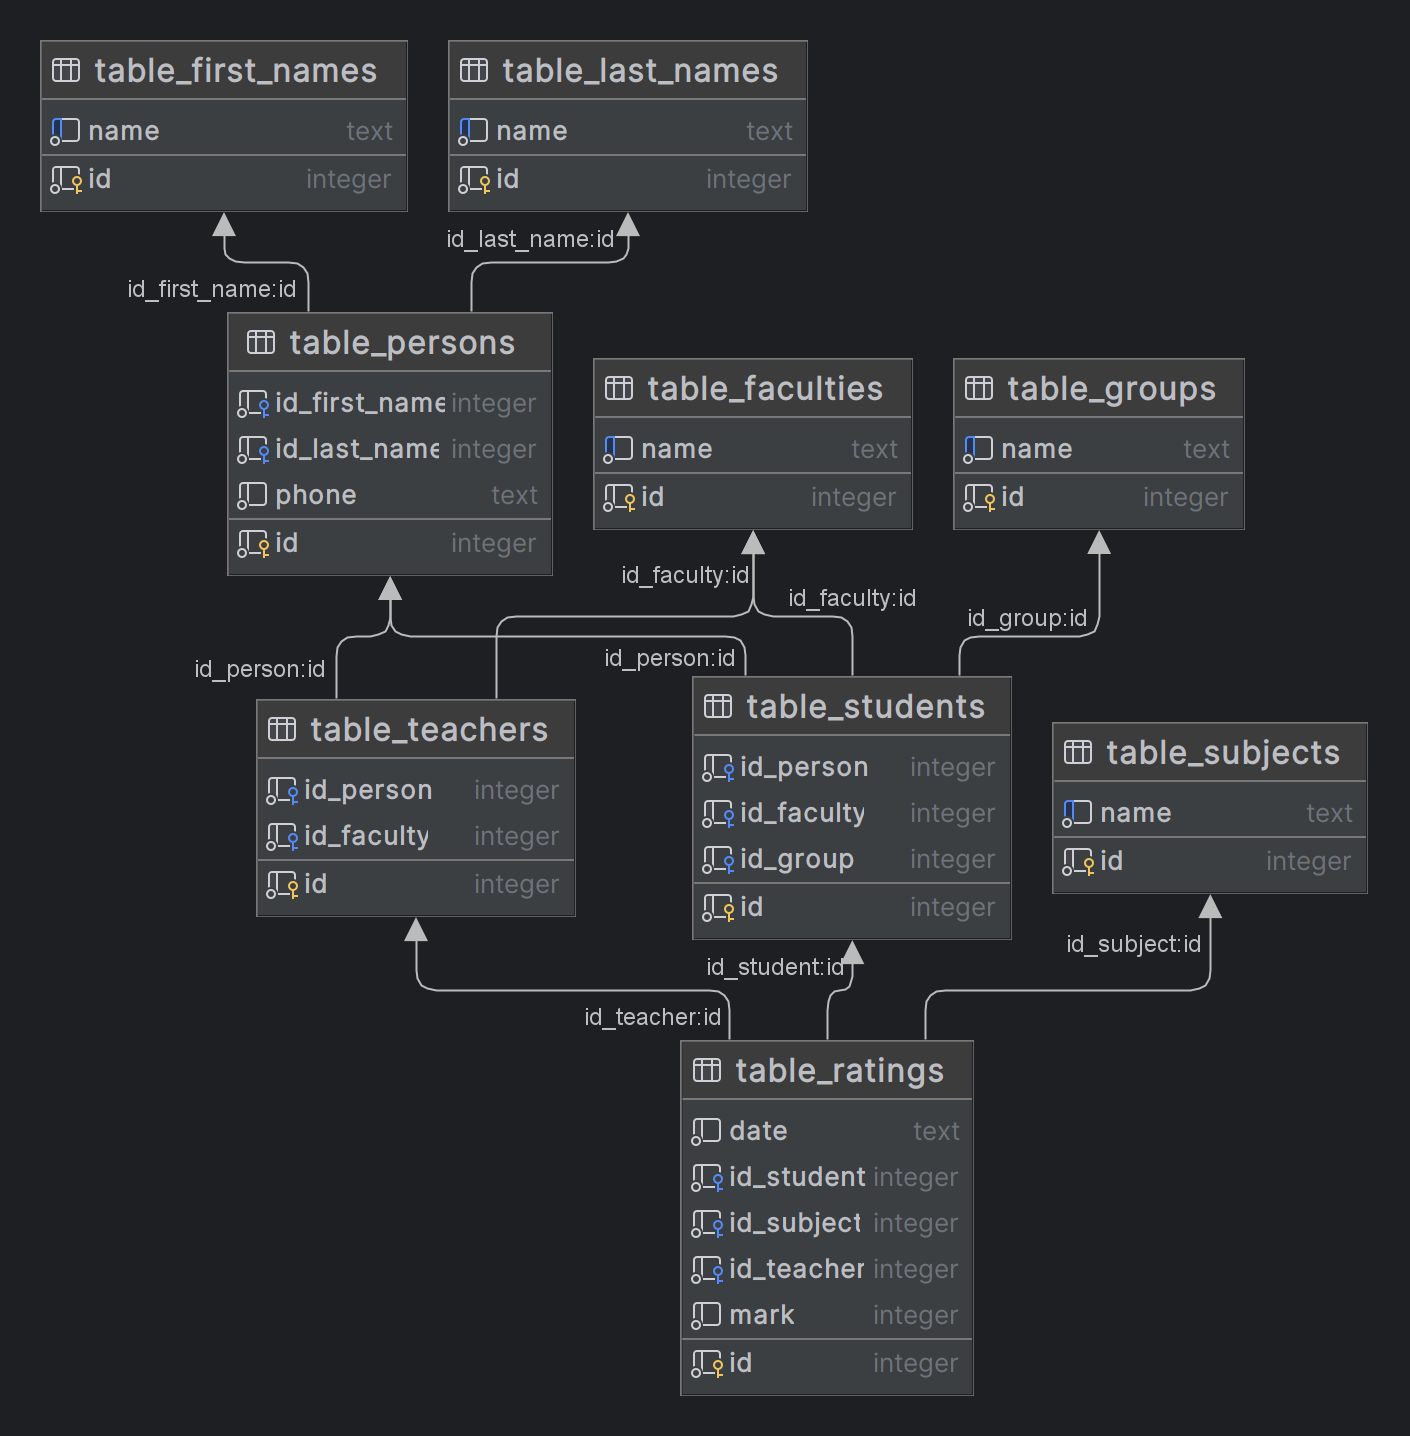 table_first_names
name text
id integer
table_last_names
name text
id integer
id_last_name:id
id_first_name:id
table_persons
id_first_name integer
id_last_name integer
phone text
id integer
table_faculties
name text
id integer
table_groups
name text
id integer
id_faculty:id
id_faculty:id
id_group:id
id_person:id
id_person:id
table_teachers
id_person integer
id_faculty integer
id integer
table_students
id_person integer
id_faculty integer
id_group integer
id integer
table_subjects
name text
id integer
id_subject:id
id_student:id
id_teacher:id
table_ratings
date text
id_student integer
id_subject integer
id_teacher integer
mark integer
id integer